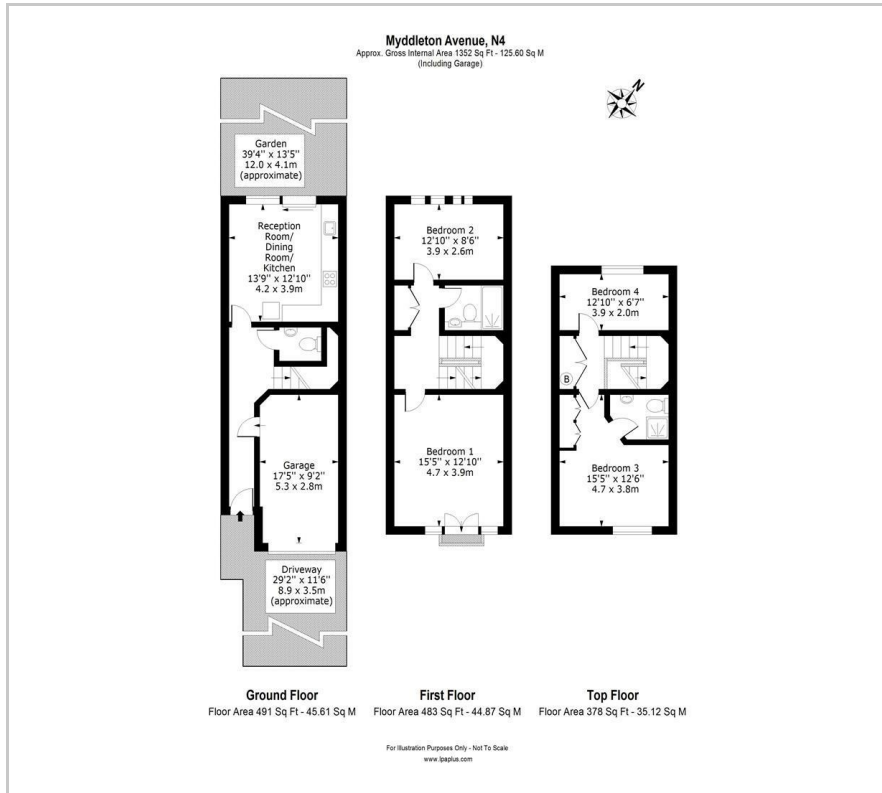 Myddleton Avenue, N4
Approx. Gross Internal Area 1352 Sq Ft - 125.60 Sq M
(Including Garage)
N
Garden
39'4'' x 13'5''
12.0 x 4.1m
(approximate)
Reception
Room/
Dining
Room/
Kitchen
13'9'' x 12'10''
4.2 x 3.9m
Garage
17'5'' x 9'2''
5.3 x 2.8m
Driveway
29'2'' x 11'6''
8.9 x 3.5m
(approximate)
Bedroom 2
12'10'' x 8'6''
3.9 x 2.6m
Bedroom 1
15'5'' x 12'10''
4.7 x 3.9m
Bedroom 4
12'10'' x 6'7''
3.9 x 2.0m
B
Bedroom 3
15'5'' x 12'6''
4.7 x 3.8m
Ground Floor
Floor Area 491 Sq Ft - 45.61 Sq M
First Floor
Floor Area 483 Sq Ft - 44.87 Sq M
Top Floor
Floor Area 378 Sq Ft - 35.12 Sq M
For Illustration Purposes Only - Not To Scale
www.lpaplus.com